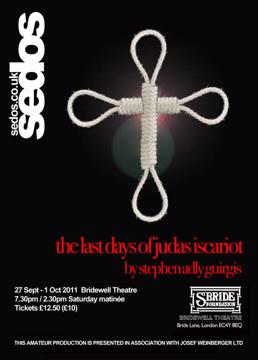 sedos.co.uk
sedos
the last days of judas iscariot
by stephen adly guirgis
27 Sept - 1 Oct 2011 Bridewell Theatre
7.30pm / 2.30pm Saturday matinée
Tickets £12.50 (£10)
S BRIDE
FOUNDATION
BRIDEWELL THEATRE
Bride Lane, London EC4Y 8EQ
THIS AMATEUR PRODUCTION IS PRESENTED IN ASSOCIATION WITH JOSEF WEINBERGER LTD